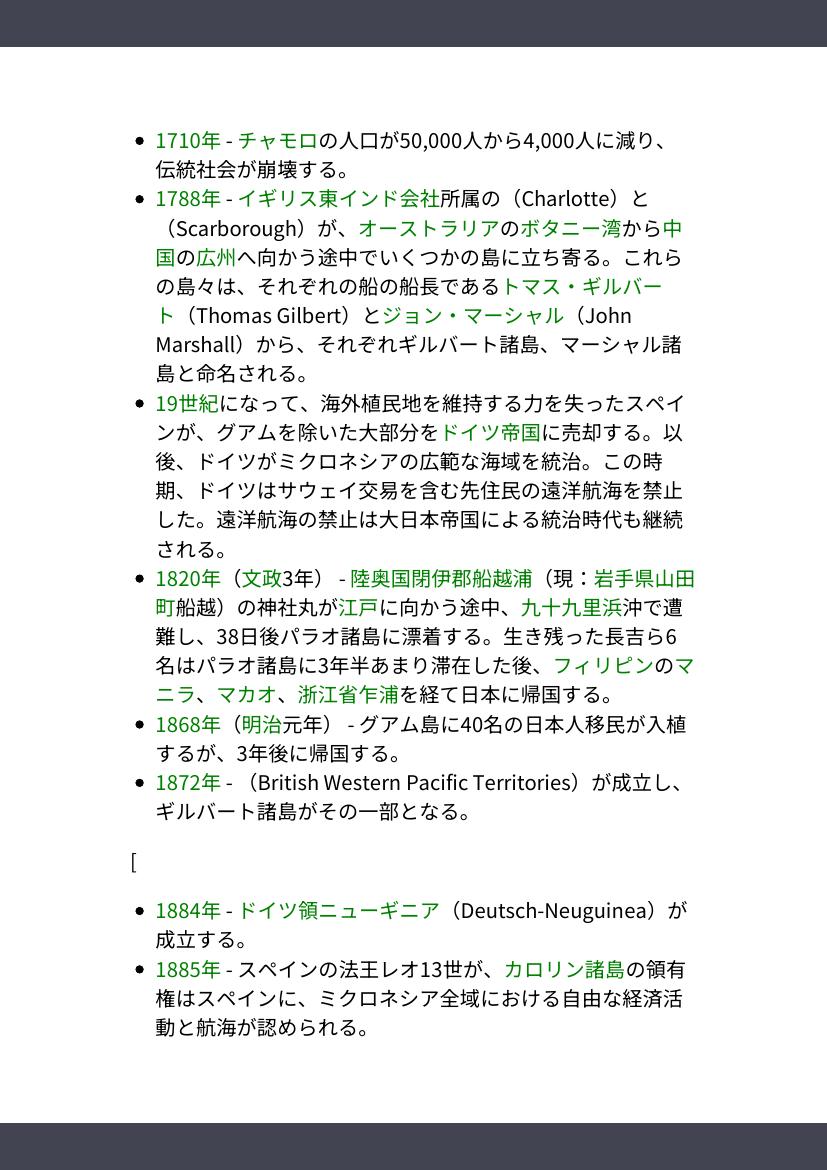 • 1710年 - チャモロの人口が50,000人から4,000人に減り、
伝統社会が崩壊する。
• 1788年 - イギリス東インド会社所属の（Charlotte）と
（Scarborough）が、オーストラリアのボタニー湾から中
国の広州へ向かう途中でいくつかの島に立ち寄る。これら
の島々は、それぞれの船の船長であるトマス・ギルバー
ト（Thomas Gilbert）とジョン・マーシャル（John
Marshall）から、それぞれギルバート諸島、マーシャル諸
島と命名される。
• 19世紀になって、海外植民地を維持する力を失ったスペイ
ンが、グアムを除いた大部分をドイツ帝国に売却する。以
後、ドイツがミクロネシアの広範な海域を統治。この時
期、ドイツはサウェイ交易を含む先住民の遠洋航海を禁止
した。遠洋航海の禁止は大日本帝国による統治時代も継続
される。
• 1820年（文政3年） - 陸奥国閉伊郡船越浦（現：岩手県山田
町船越）の神社丸が江戸に向かう途中、九十九里浜沖で遭
難し、38日後パラオ諸島に漂着する。生き残った長吉ら6
名はパラオ諸島に3年半あまり滞在した後、フィリピンのマ
ニラ、マカオ、浙江省乍浦を経て日本に帰国する。
• 1868年（明治元年） - グアム島に40名の日本人移民が入植
するが、3年後に帰国する。
• 1872年 - （British Western Pacific Territories）が成立し、
ギルバート諸島がその一部となる。
[
• 1884年 - ドイツ領ニューギニア（Deutsch-Neuguinea）が
成立する。
• 1885年 - スペインの法王レオ13世が、カロリン諸島の領有
権はスペインに、ミクロネシア全域における自由な経済活
動と航海が認められる。